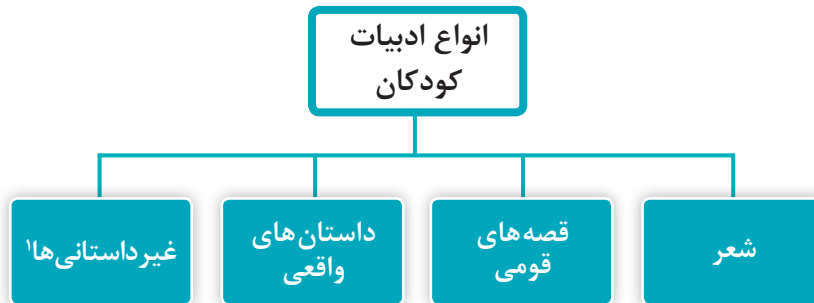 انواع ادبیات
کودکان
شعر
قصه‌های
قومی
داستان‌های
واقعی
غیرداستانی‌ها۱